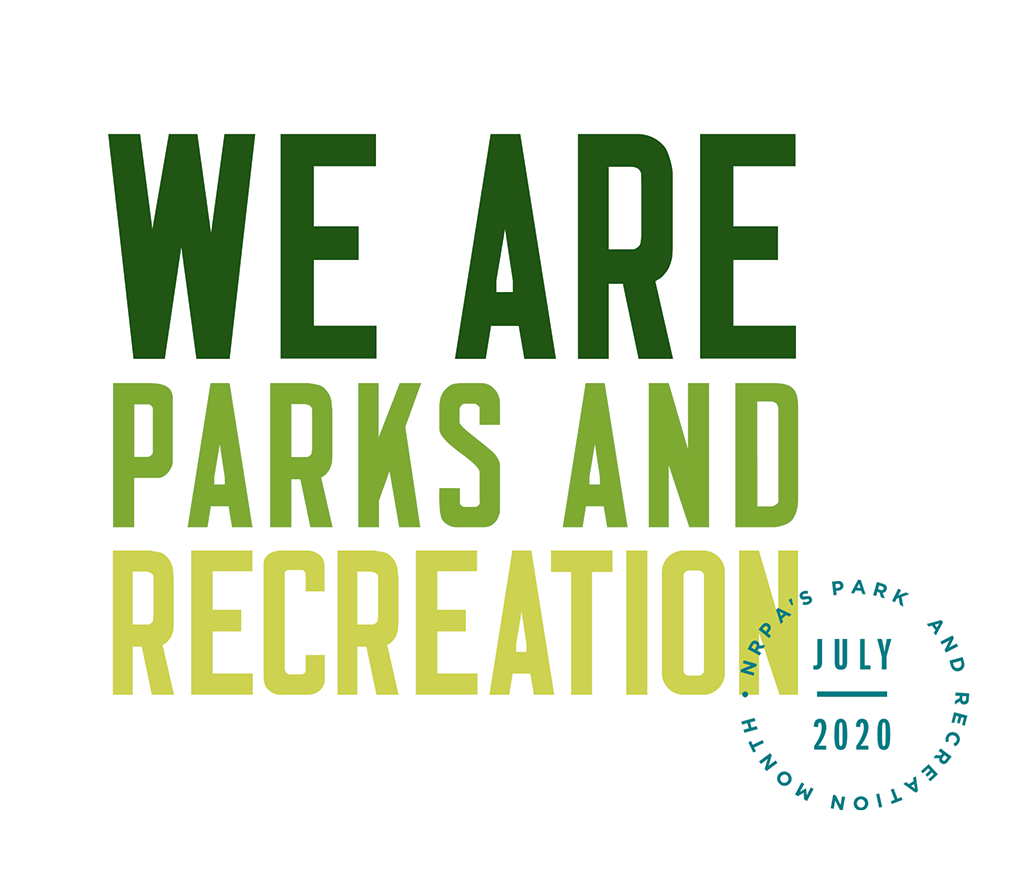 WE ARE
PARKS AND
RECREATION
• NRPA'S PARK AND RECREATION MONTH
JULY
2020